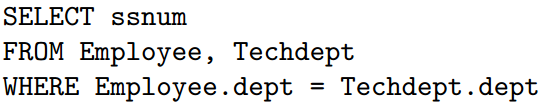 SELECT ssnum
FROM Employee, Techdept
WHERE Employee.dept = Techdept.dept